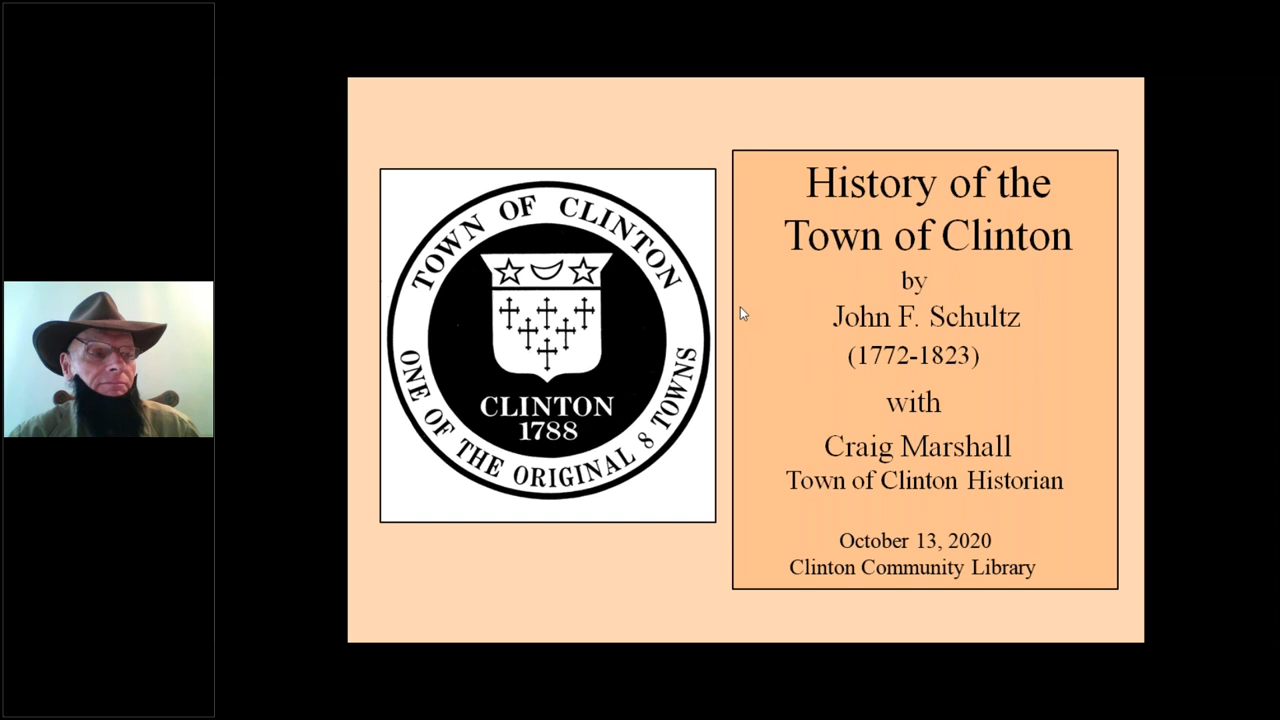 TOWN OF CLINTON
CLINTON
1788
ONE OF THE ORIGINAL 8 TOWNS
History of the
Town of Clinton
by
John F. Schultz
(1772-1823)
with
Craig Marshall
Town of Clinton Historian
October 13, 2020
Clinton Community Library